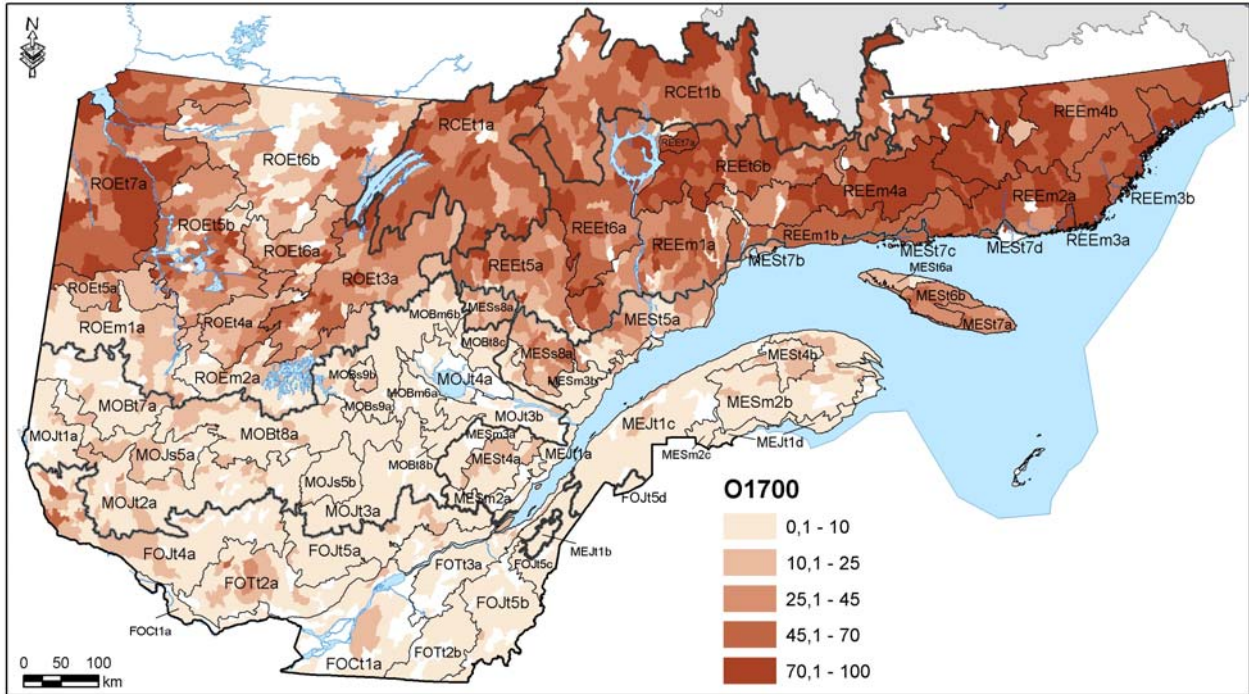 N
RCEt1b
RCEt1a
REEm4b
ROEt6b
REEt7a
REEt6b
ROEt7a
REEm4a
REEm2a
REEm3b
ROEt5b
ROEt6a
REEt6a
REEm1a
REEm1b
REEm3a
MESt7c
MESt7d
MESt7b
MESt6a
REEt5a
ROEt3a
ROEt5a
MESt6b
MESt7a
ROEm1a
ROEt4a
MOBm6b
MESs8a
MESt5a
MOBt8c
MESs8a
ROEm2a
MOBs9b
MOJt4a
MESm3b
MESt4b
MOBt7a
MOBs9a
MOBm6a
MOJt3b
MESm2b
MEJt1c
MOJt1a
MOBt8a
MESm3a
MEJt1a
MEJt1d
MOJs5a
MOBt8b
MESt4a
MESm2c
MOJs5b
MESm2a
FOJt5d
MOJt2a
MOJt3a
O1700
0,1 - 10
10,1 - 25
25,1 - 45
45,1 - 70
70,1 - 100
FOJt4a
FOJt5a
MEJt1b
FOJt5c
FOTt2a
FOTt3a
FOJt5b
FOCt1a
FOTt2b
FOCt1a
0 50 100
km